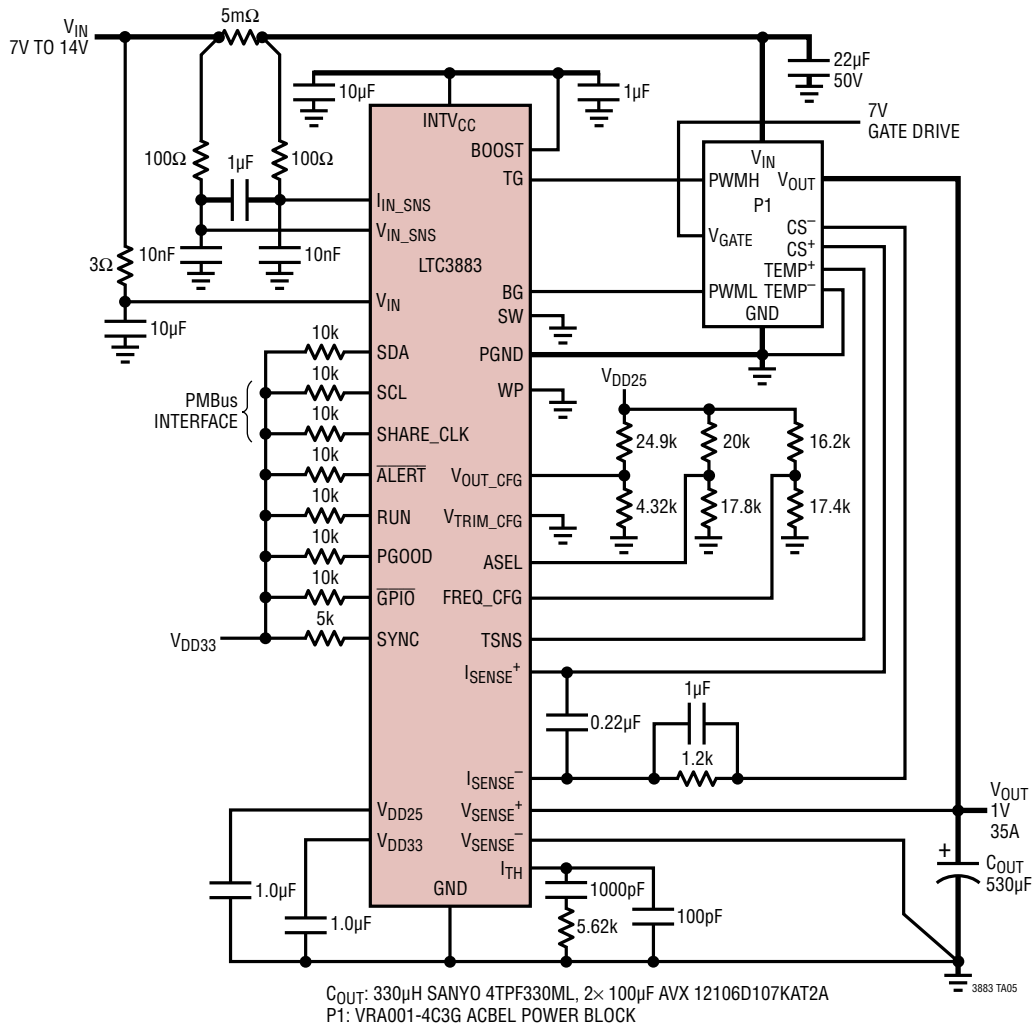 VIN
7V TO 14V
5mΩ
10µF
1µF
22µF
50V
7V
GATE DRIVE
INTVCC
BOOST
TG
100Ω
1µF
100Ω
IIN_SNS
VIN_SNS
10nF
10nF
3Ω
LTC3883
VIN
10µF
BG
SW
PGND
WP
VIN
PWMH
VOUT
P1
CS−
VGATE
CS+
TEMP+
PWML
TEMP−
GND
10k
SDA
10k
SCL
PMBus
INTERFACE
10k
SHARE_CLK
10k
ALERT
10k
RUN
10k
PGOOD
10k
GPIO
5k
VDD33
SYNC
VDD25
24.9k
20k
16.2k
VOUT_CFG
4.32k
17.8k
17.4k
VTRIM_CFG
ASEL
FREQ_CFG
TSNS
ISENSE+
0.22µF
1µF
1.2k
ISENSE−
VDD25
VSENSE+
VOUT
1V
35A
VDD33
VSENSE−
ITH
+
COUT
530µF
GND
1.0µF
1.0µF
1000pF
5.62k
100pF
3883 TA05
COUT: 330µH SANYO 4TPF330ML, 2× 100µF AVX 12106D107KAT2A
P1: VRA001-4C3G ACBEL POWER BLOCK